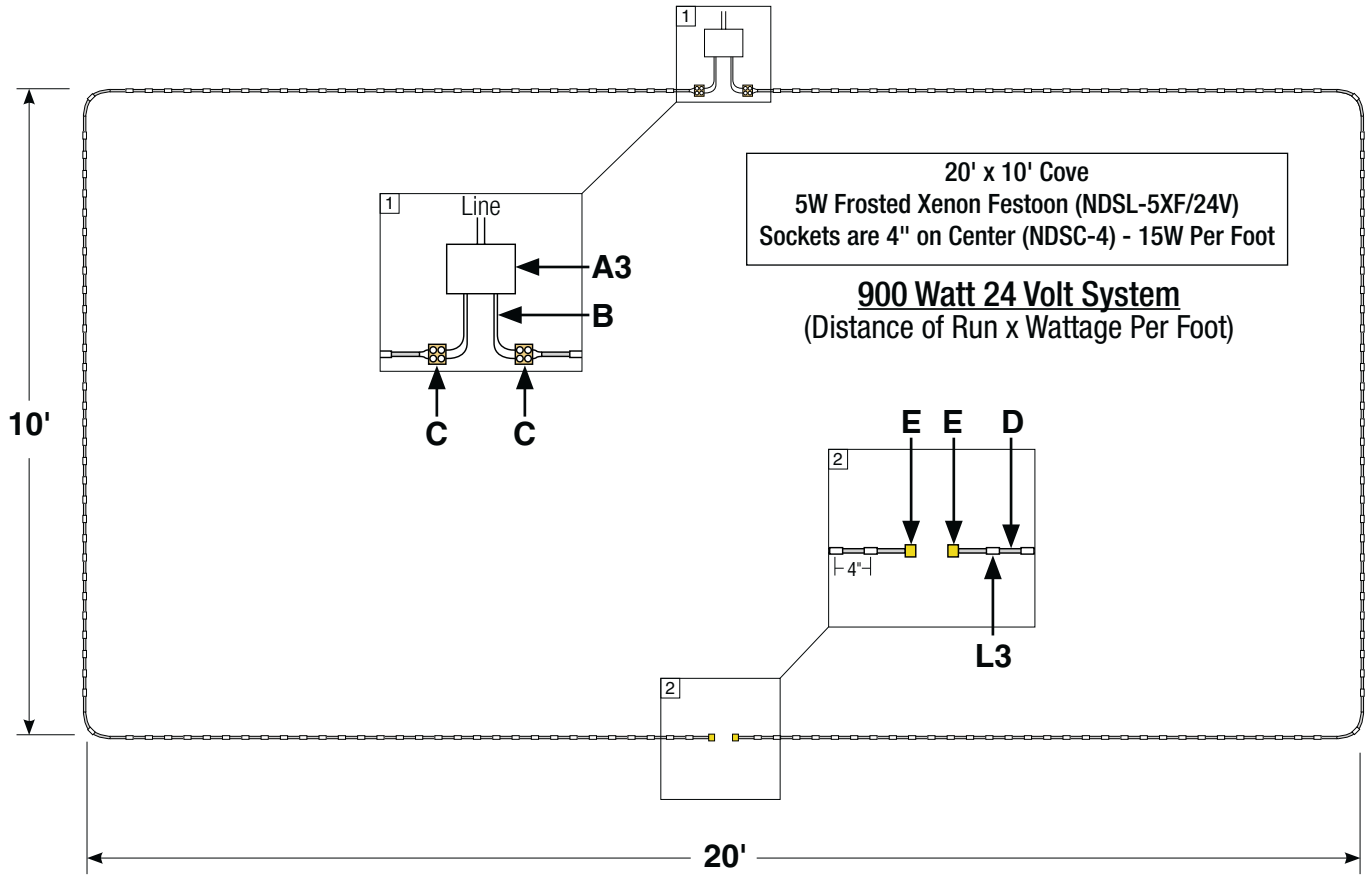 1
20' x 10' Cove
5W Frosted Xenon Festoon (NDSL-5XF/24V)
Sockets are 4" on Center (NDSC-4) - 15W Per Foot
900 Watt 24 Volt System
(Distance of Run x Wattage Per Foot)
1
Line
A3
B
C
C
10'
E
E
D
2
4"
L3
2
20'